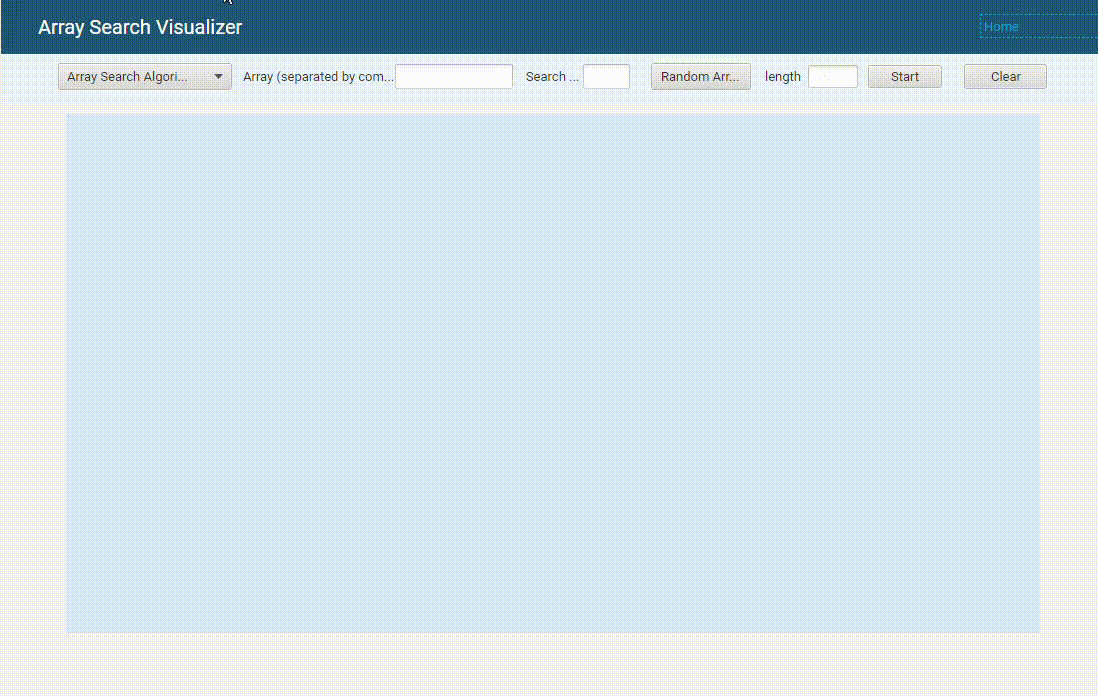 Array Search Visualizer
Home
Array Search Algori...
Array (separated by com...
Search ...
Random Arr...
length
Start
Clear